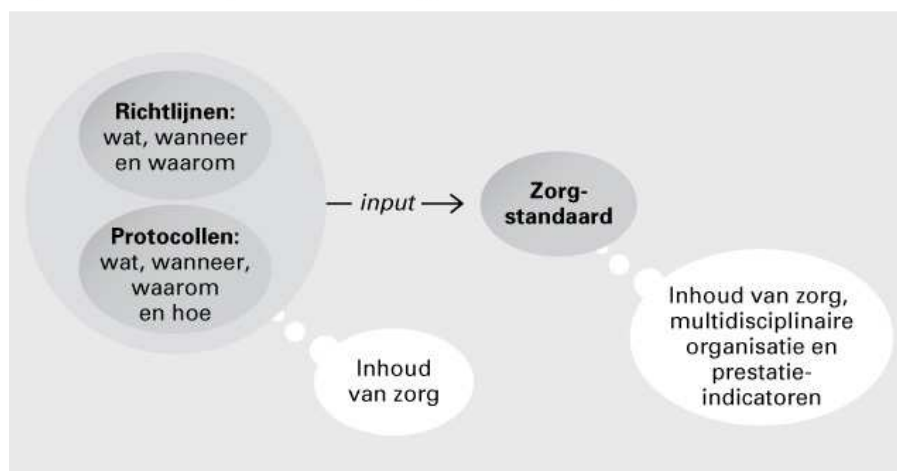 Richtlijnen:
wat, wanneer
en waarom
Protocollen:
wat, wanneer,
waarom
en hoe
input
Zorg-
standaard
Inhoud
van zorg
Inhoud van zorg,
multidisciplinaire
organisatie en
prestatie-
indicatoren